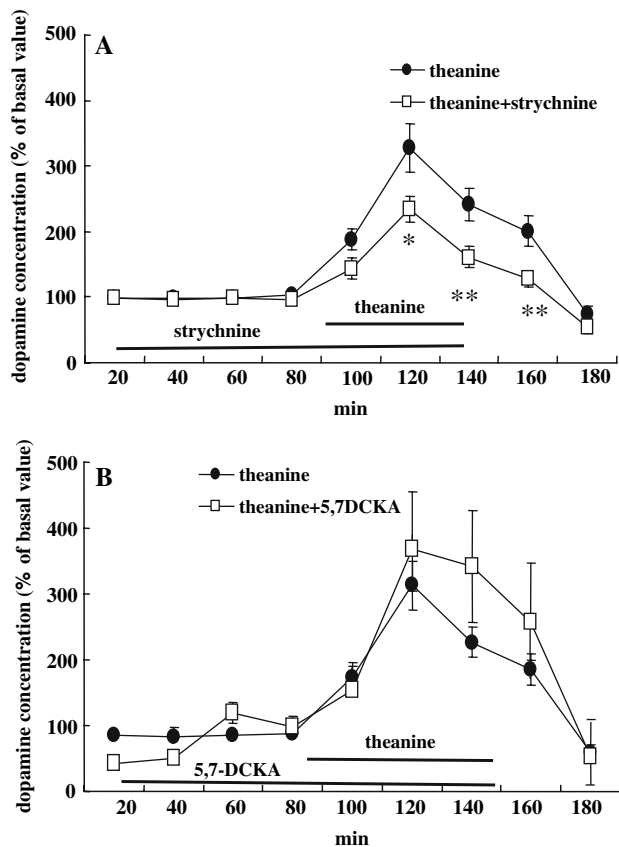 A
500
theanine
theanine+strychnine
400
300
200
100
0
dopamine concentration (% of basal value)
*
**
**
theanine
strychnine
20 40 60 80 100 120 140 160 180
min
B
500
theanine
theanine+5,7DCKA
400
300
200
100
0
dopamine concentration (% of basal value)
theanine
5,7-DCKA
20 40 60 80 100 120 140 160 180
min